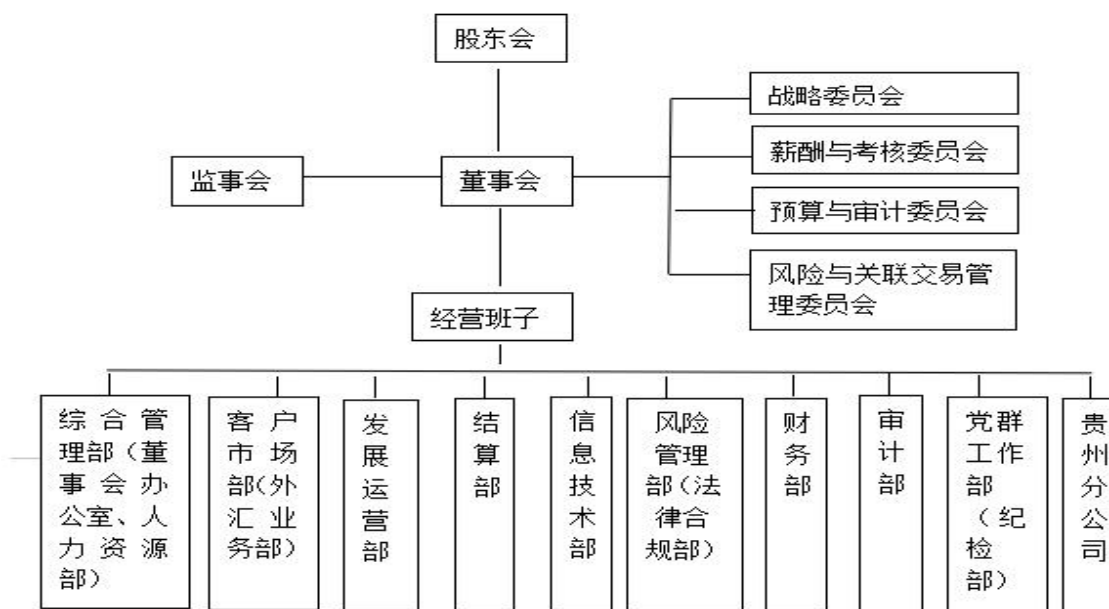 股东会
战略委员会
薪酬与考核委员会
监事会
董事会
预算与审计委员会
风险与关联交易管
理委员会
经营班子
综合管
理部（董
事会办
公室、人
力资源
部）
客户
市场
部（外
汇业
务部）
发
展
运
营
部
结
算
部
信
息
技
术
部
风险
管理
部（法
律合
规部）
财
务
部
审
计
部
党群
工作
部
（纪
检
部）
贵
州
分
公
司